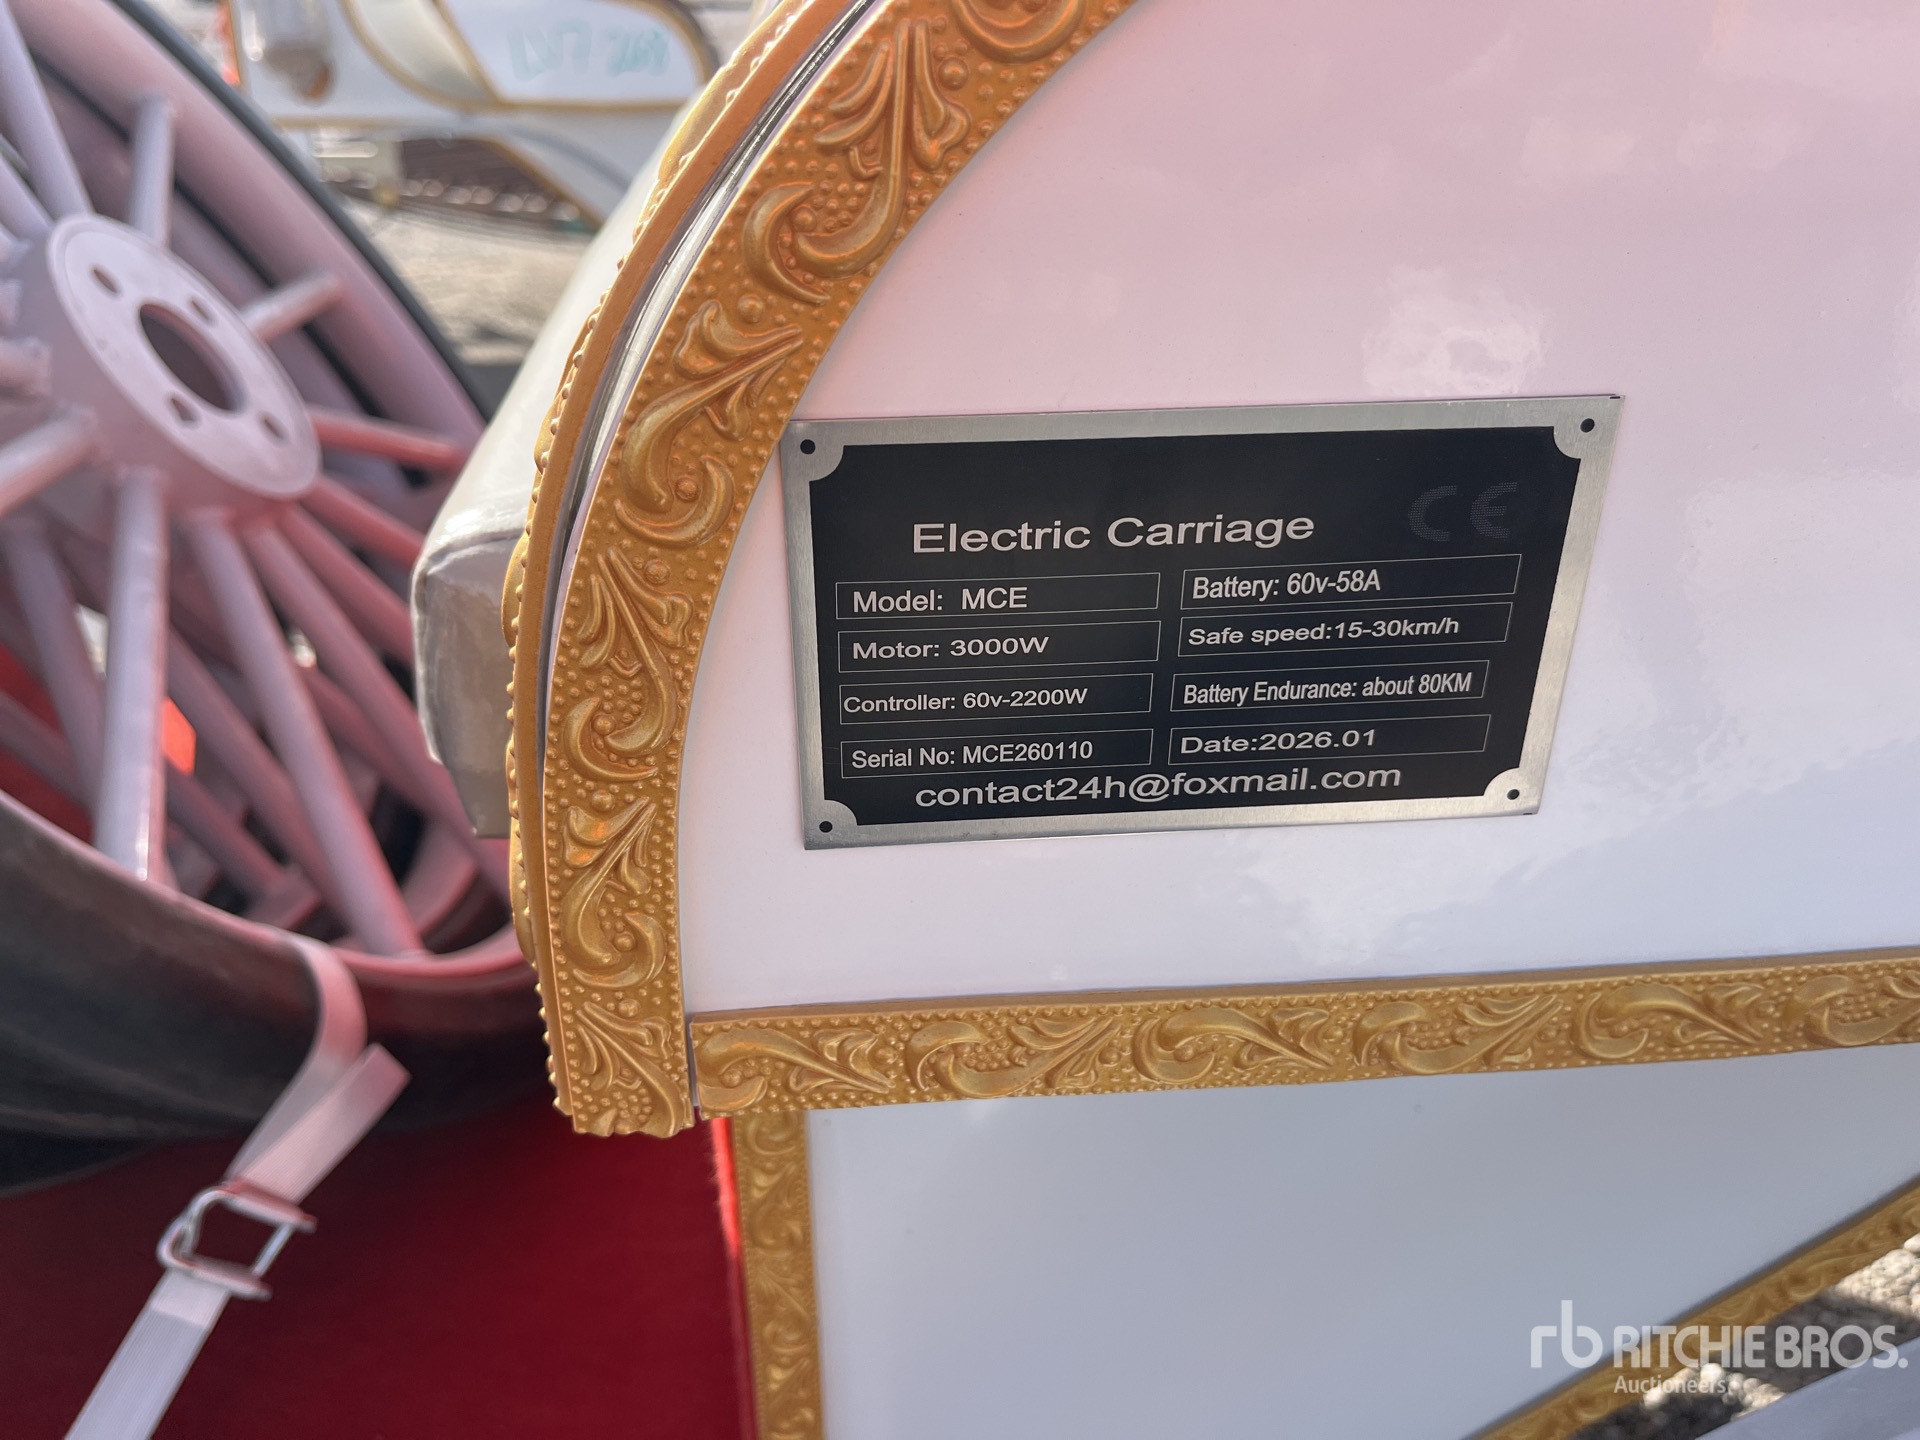 Electric Carriage
CE
Model: MCE
Battery: 60v-58A
Motor: 3000W
Safe speed:15-30km/h
Controller: 60v-2200W
Battery Endurance: about 80KM
Serial No: MCE260110
Date:2026.01
contact24h@foxmail.com
rb RITCHIE BROS.
Auctioneers